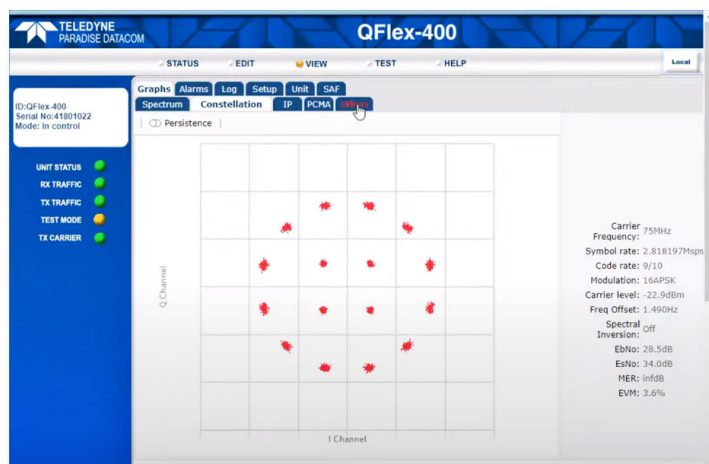 TELEDYNE
PARADISE DATACOM
QFlex-400
STATUS EDIT VIEW TEST HELP
Local
Graphs Alarms Log Setup Unit SAF
Spectrum Constellation IP PCMA Others
Persistence
ID:QFlex-400
Serial No:41801022
Mode: In control
UNIT STATUS
RX TRAFFIC
TX TRAFFIC
TEST MODE
TX CARRIER
Q Channel
I Channel
Carrier Frequency: 75MHz
Symbol rate: 2.818197Msps
Code rate: 9/10
Modulation: 16APSK
Carrier level: -22.9dBm
Freq Offset: 1.490Hz
Spectral Inversion: Off
EbNo: 28.5dB
EsNo: 34.0dB
MER: infdB
EVM: 3.6%